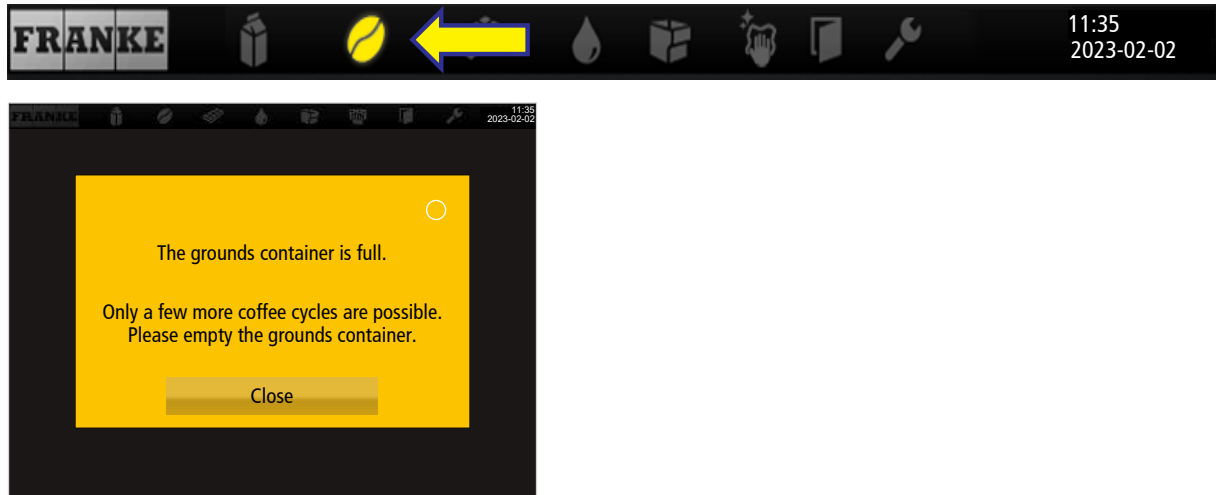 FRANKE
11:35
2023-02-02
FRANKE
11:35
2023-02-02
The grounds container is full.
Only a few more coffee cycles are possible.
Please empty the grounds container.
Close